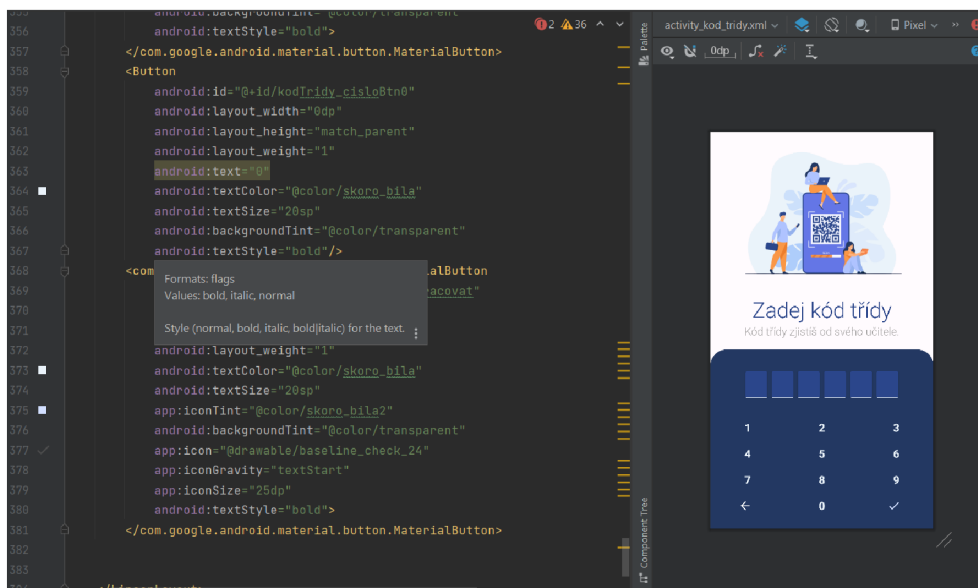 355 android:backgroundTint="@color/transparent"
356 android:textStyle="bold">
357 </com.google.android.material.button.MaterialButton>
358 <Button
359 android:id="@+id/kodTridy_cisloBtn0"
360 android:layout_width="0dp"
361 android:layout_height="match_parent"
362 android:layout_weight="1"
363 android:text="0"
364 android:textColor="@color/skoro_bila"
365 android:textSize="20sp"
366 android:backgroundTint="@color/transparent"
367 android:textStyle="bold"/>
368 <com ialButton
369 racovat"
370
371
372 android:layout_weight="1"
373 android:textColor="@color/skoro_bila"
374 android:textSize="20sp"
375 app:iconTint="@color/skoro_bila2"
376 android:backgroundTint="@color/transparent"
377 app:icon="@drawable/baseline_check_24"
378 app:iconGravity="textStart"
379 app:iconSize="25dp"
380 android:textStyle="bold">
381 </com.google.android.material.button.MaterialButton>
382
383
Formats: flags
Values: bold, italic, normal
Style (normal, bold, italic, bold|italic) for the text.
2 36
Palette
Component Tree
activity_kod_tridy.xml Pixel
0dp
Zadej kód třídy
Kód třídy zjistíš od svého učitele.
1 2 3
4 5 6
7 8 9
0